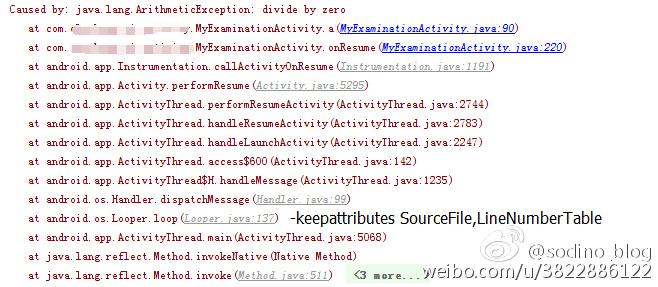 Caused by: java.lang.ArithmeticException: divide by zero
at com. .MyExaminationActivity.a(MyExaminationActivity.java:90)
at com. .MyExaminationActivity.onResume(MyExaminationActivity.java:220)
at android.app.Instrumentation.callActivityOnResume(Instrumentation.java:1191)
at android.app.Activity.performResume(Activity.java:5295)
at android.app.ActivityThread.performResumeActivity(ActivityThread.java:2744)
at android.app.ActivityThread.handleResumeActivity(ActivityThread.java:2783)
at android.app.ActivityThread.handleLaunchActivity(ActivityThread.java:2247)
at android.app.ActivityThread.access$600(ActivityThread.java:142)
at android.app.ActivityThread$H.handleMessage(ActivityThread.java:1235)
at android.os.Handler.dispatchMessage(Handler.java:99)
at android.os.Looper.loop(Looper.java:137) -keepattributes SourceFile,LineNumberTable
at android.app.ActivityThread.main(ActivityThread.java:5068)
at java.lang.reflect.Method.invokeNative(Native Method)
at java.lang.reflect.Method.invoke(Method.java:511) <3 more...>
@sodino_blog
weibo.com/u/3822886122